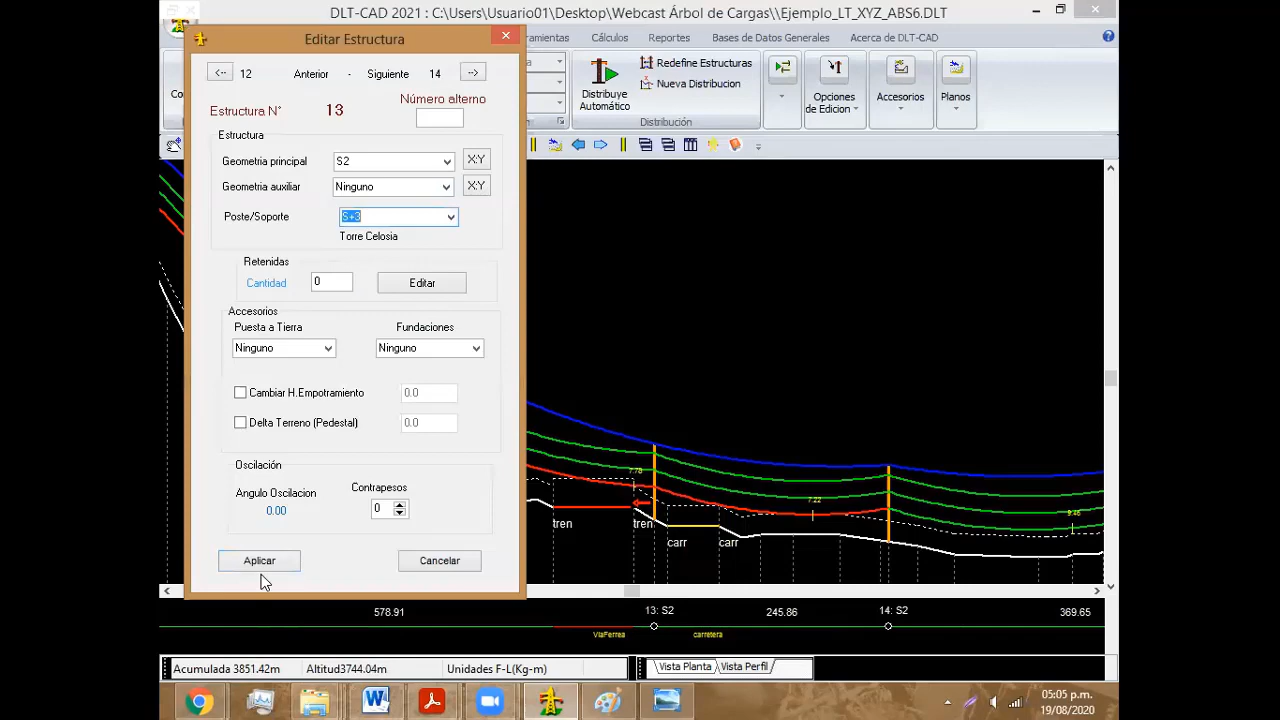 DLT-CAD 2021 : C:\Users\Usuario01\Desktop\Webcast Árbol de Cargas\\Ejemplo_LT_XYZ_ABS6.DLT
Editar Estructura
Cálculos
Reportes
Bases de Datos Generales
Acerca de DLT-CAD
<-- 12 Anterior - Siguiente 14 -->
Redefine Estructuras
Nueva Distribucion
Distribuye
Automático
Distribución
Opciones
de Edicion
Accesorios
Planos
Número alterno
Estructura N° 13
Estructura
Geometria principal S2 X:Y
Geometria auxiliar Ninguno X:Y
Poste/Soporte S+3
Torre Celosia
Retenidas
Cantidad 0 Editar
Accesorios
Puesta a Tierra Fundaciones
Ninguno Ninguno
Cambiar H.Empotramiento 0.0
Delta Terreno (Pedestal) 0.0
Oscilación
Angulo Oscilacion Contrapesos
0.00 0
Aplicar Cancelar
7.78
7.22
9.46
tren tren
carr carr
578.91 13: S2 245.86 14: S2 369.65
ViaFerrea carretera
Acumulada 3851.42m Altitud3744.04m Unidades F-L(Kg-m) Vista Planta Vista Perfil
05:05 p.m.
19/08/2020